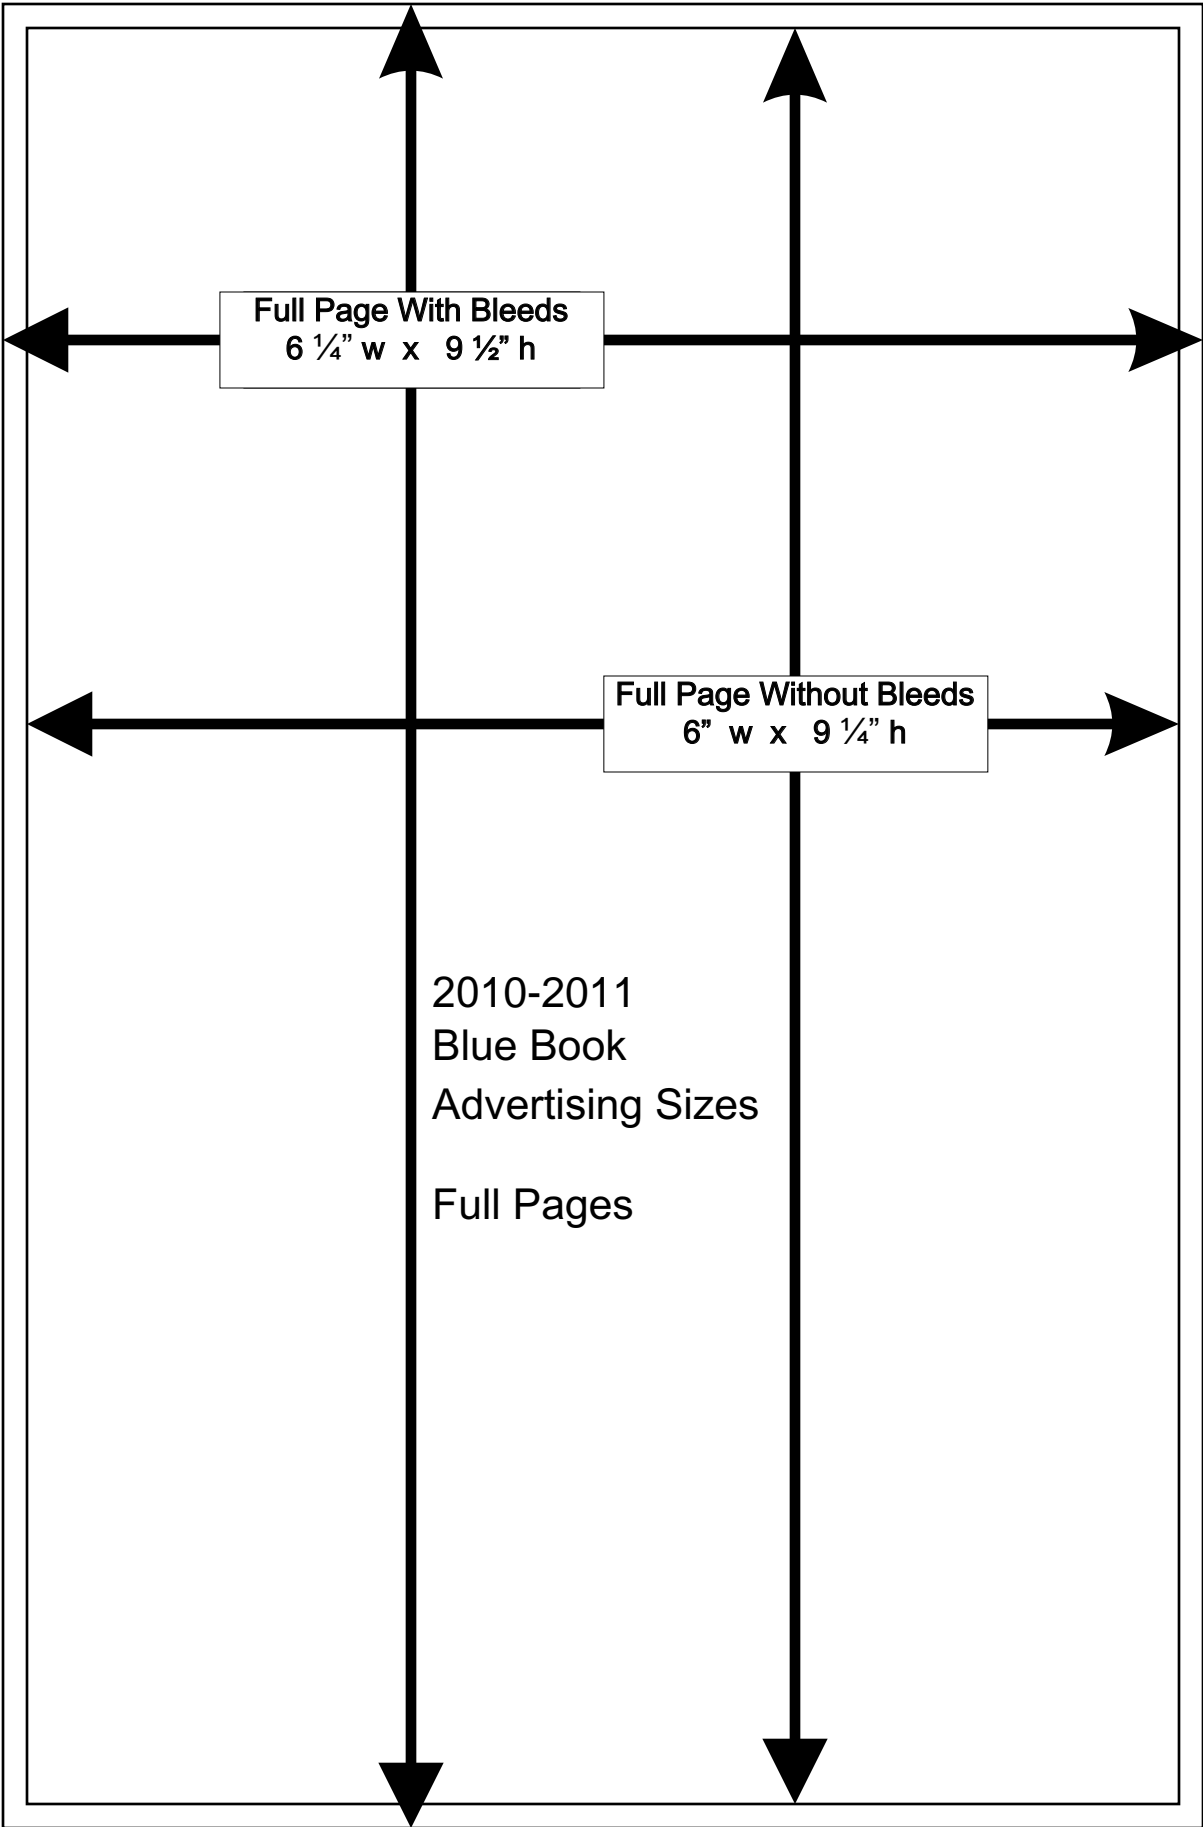 Full Page With Bleeds
6 ¼” w x 9 ½” h
Full Page Without Bleeds
6” w x 9 ¼” h
2010-2011
Blue Book
Advertising Sizes
Full Pages